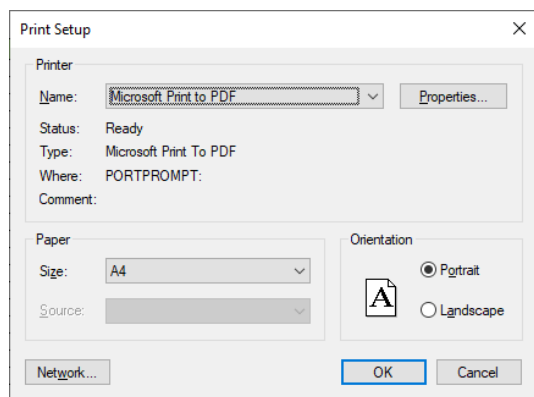 Print Setup
Printer
Name: Microsoft Print to PDF Properties...
Status: Ready
Type: Microsoft Print To PDF
Where: PORTPROMPT:
Comment:
Paper
Size: A4
Source:
Orientation
A
Portrait
Landscape
Network... OK Cancel